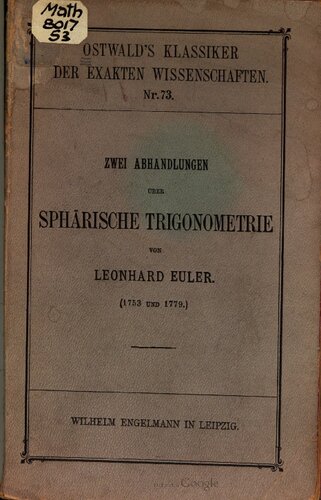 Math
8017
53
OSTWALD'S KLASSIKER
DER EXAKTEN WISSENSCHAFTEN.
Nr. 73.
ZWEI ABHANDLUNGEN
ÜBER
SPHÄRISCHE TRIGONOMETRIE
VON
LEONHARD EULER.
(1753 UND 1779.)
WILHELM ENGELMANN IN LEIPZIG.
Google